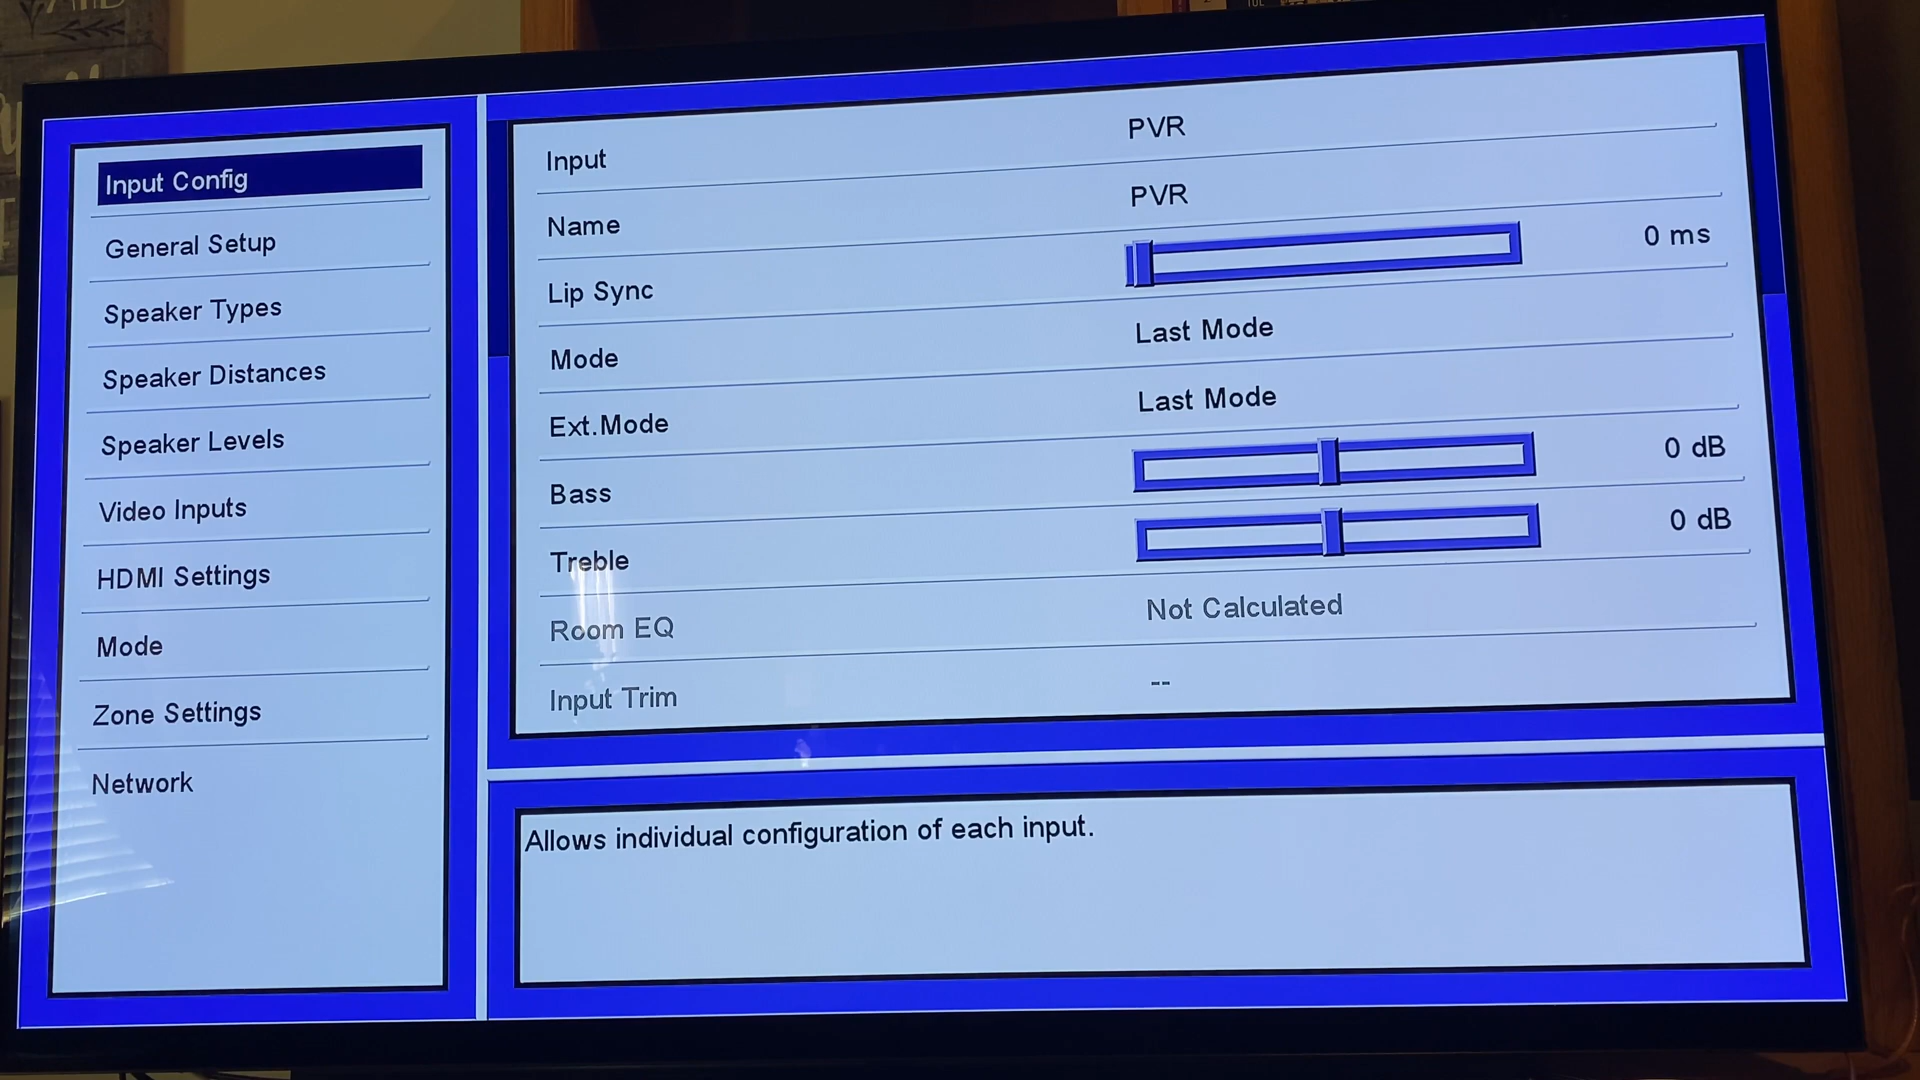 Input Config
General Setup
Speaker Types
Speaker Distances
Speaker Levels
Video Inputs
HDMI Settings
Mode
Zone Settings
Network
Input PVR
Name PVR
Lip Sync 0 ms
Mode Last Mode
Ext.Mode Last Mode
Bass 0 dB
Treble 0 dB
Room EQ Not Calculated
Input Trim --
Allows individual configuration of each input.